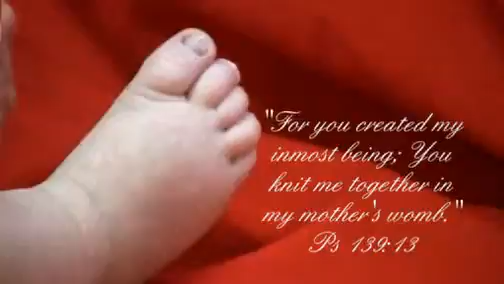 "For you created my
inmost being; You
knit me together in
my mother's womb."
Ps 139:13